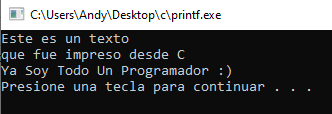 C:\Users\Andy\Desktop\c\printf.exe
Este es un texto
que fue impreso desde C
Ya Soy Todo Un Programador :)
Presione una tecla para continuar . . .